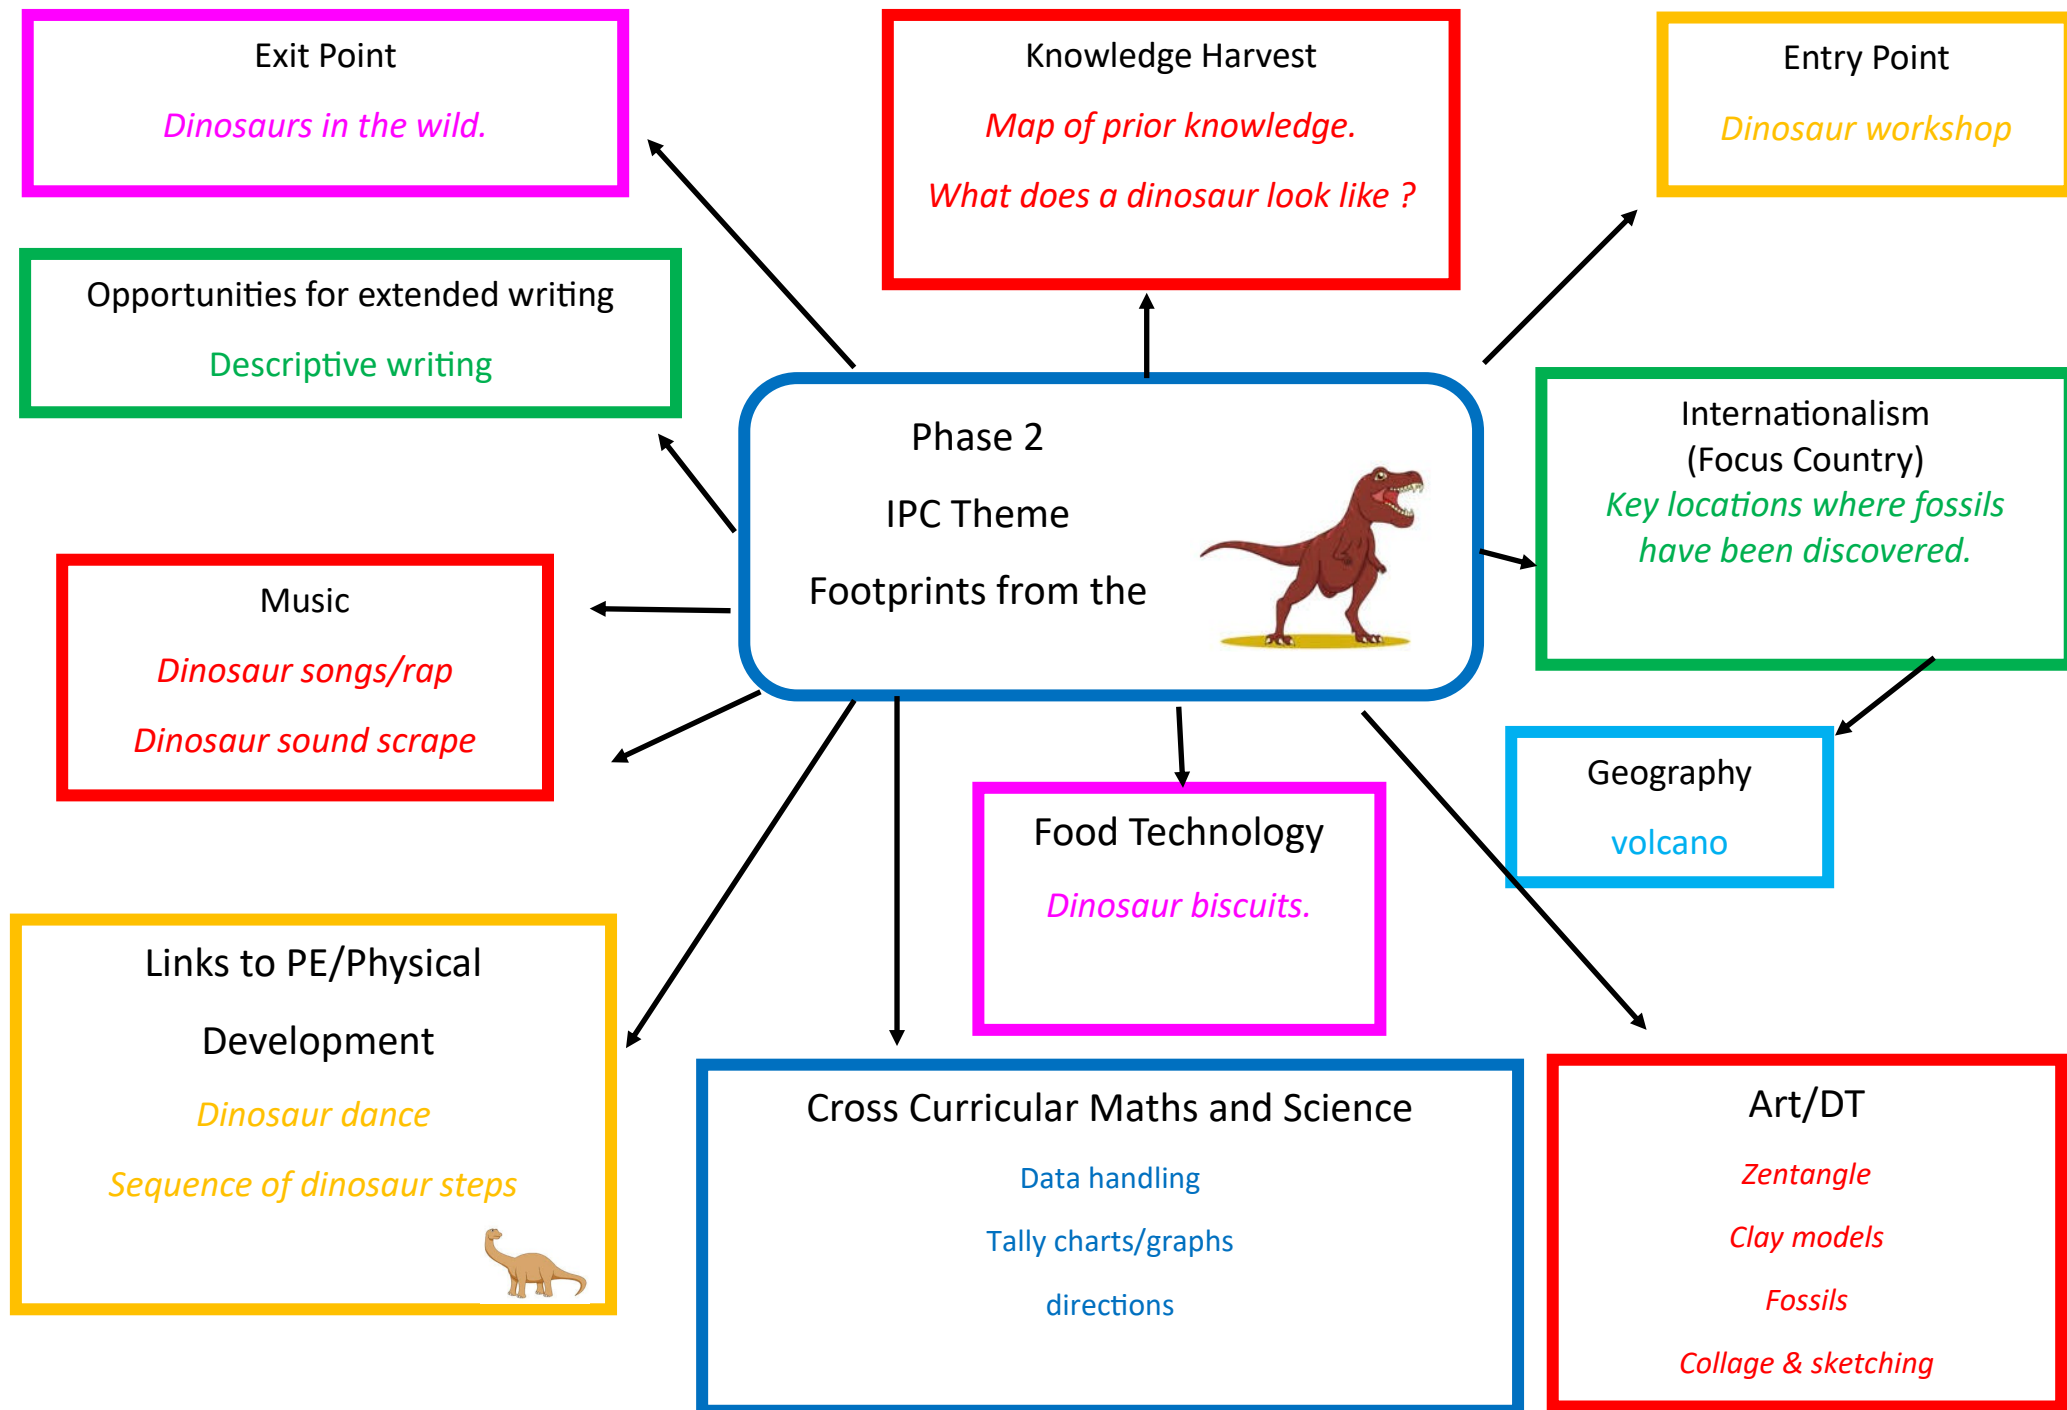 Exit Point
Dinosaurs in the wild.
Knowledge Harvest
Map of prior knowledge.
What does a dinosaur look like ?
Entry Point
Dinosaur workshop
Opportunities for extended writing
Descriptive writing
Phase 2
IPC Theme
Footprints from the
Internationalism
(Focus Country)
Key locations where fossils
have been discovered.
Music
Dinosaur songs/rap
Dinosaur sound scrape
Geography
volcano
Food Technology
Dinosaur biscuits.
Links to PE/Physical
Development
Dinosaur dance
Sequence of dinosaur steps
Cross Curricular Maths and Science
Data handling
Tally charts/graphs
directions
Art/DT
Zentangle
Clay models
Fossils
Collage & sketching